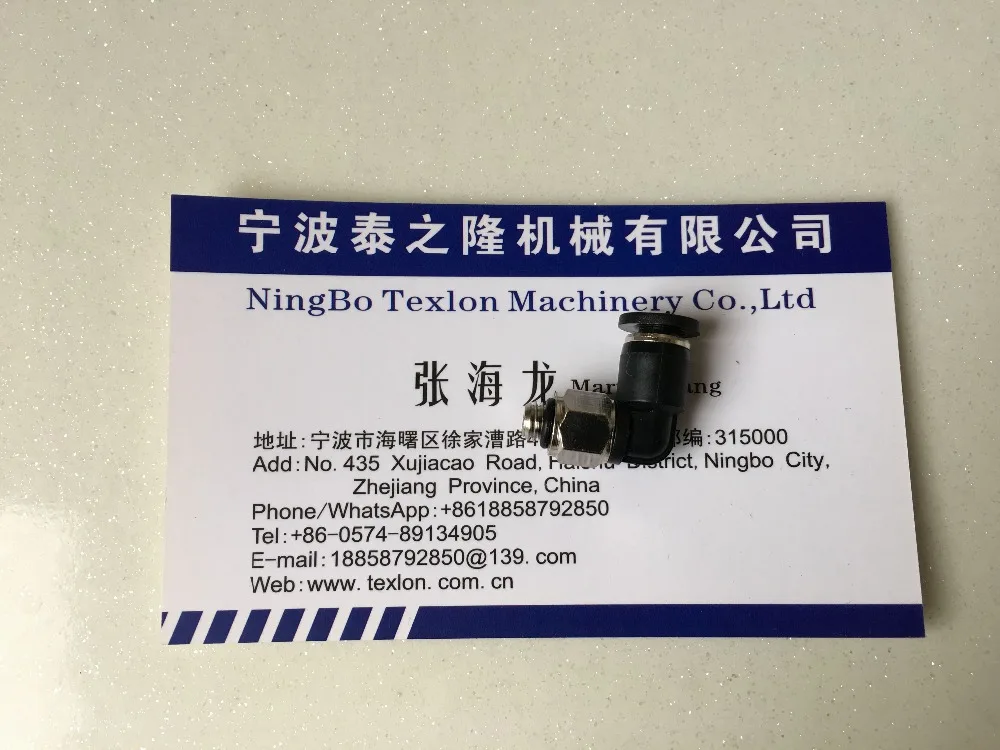 宁波泰之隆机械有限公司
NingBo Texlon Machinery Co.,Ltd
张海龙
地址:宁波市海曙区徐家漕路4 邮编:315000
Add:No. 435 Xujiacao Road, Haishu District, Ningbo City,
Zhejiang Province, China
Phone/WhatsApp:+8618858792850
Tel:+86-0574-89134905
E-mail:18858792850@139. com
Web:www. texlon. com. cn